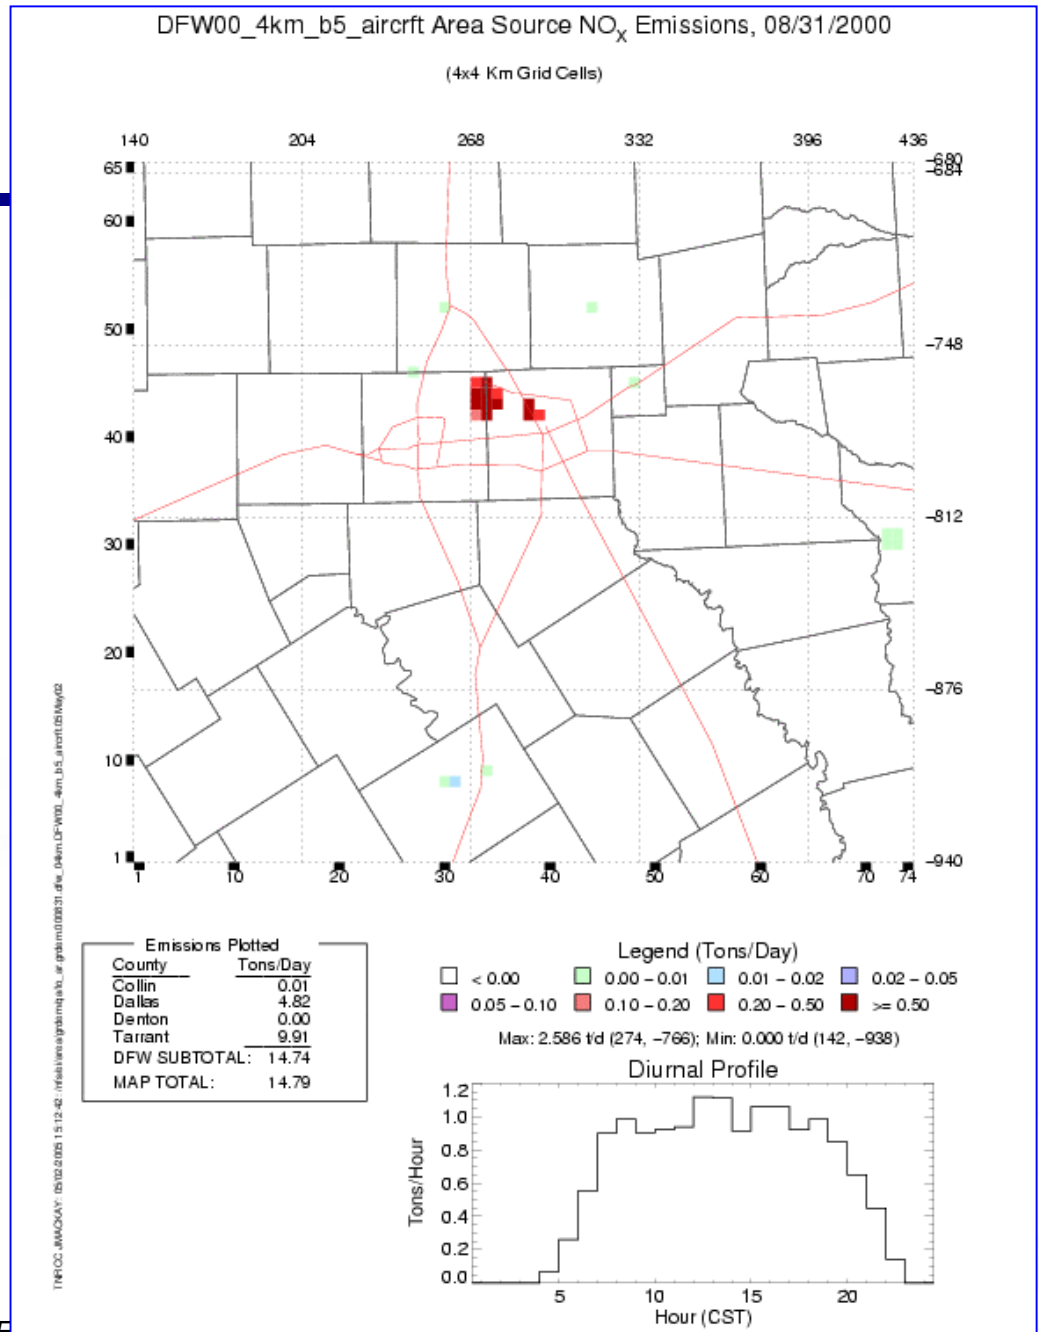 DFW00_4km_b5_aircrft Area Source NOx Emissions, 08/31/2000
(4x4 Km Grid Cells)
140 204 268 332 396 436
65 60 50 40 30 20 10 1
-680 -684 -748 -812 -876 -940
1 10 20 30 40 50 60 70 74
Emissions Plotted
County Tons/Day
Collin 0.01
Dallas 4.82
Denton 0.00
Tarrant 9.91
DFW SUBTOTAL: 14.74
MAP TOTAL: 14.79
Legend (Tons/Day)
< 0.00 0.00 - 0.01 0.01 - 0.02 0.02 - 0.05
0.05 - 0.10 0.10 - 0.20 0.20 - 0.50 >= 0.50
Max: 2.586 t/d (274, -766); Min: 0.000 t/d (142, -938)
Diurnal Profile
Tons/Hour
1.2
1.0
0.8
0.6
0.4
0.2
0.0
5 10 15 20
Hour (CST)